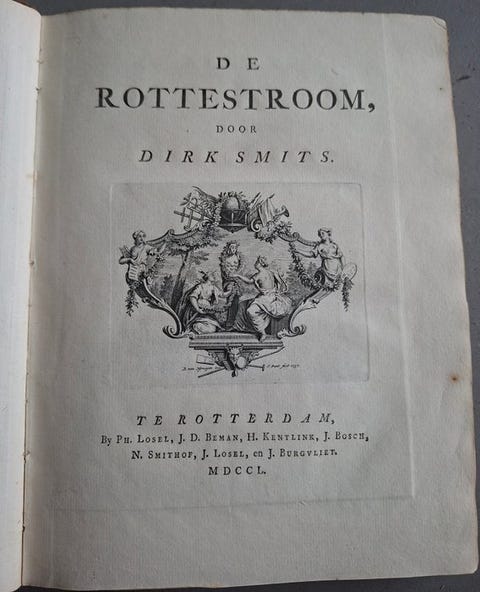 DE
ROTTESTROOM,
DOOR
DIRK SMITS.
TE ROTTERDAM,
By PH. LOSEL, J. D. BEMAN, H. KENTLINK, J. BOSCH,
N. SMITHOF, J. LOSEL, en J. BURGVLIET.
MDCCL.